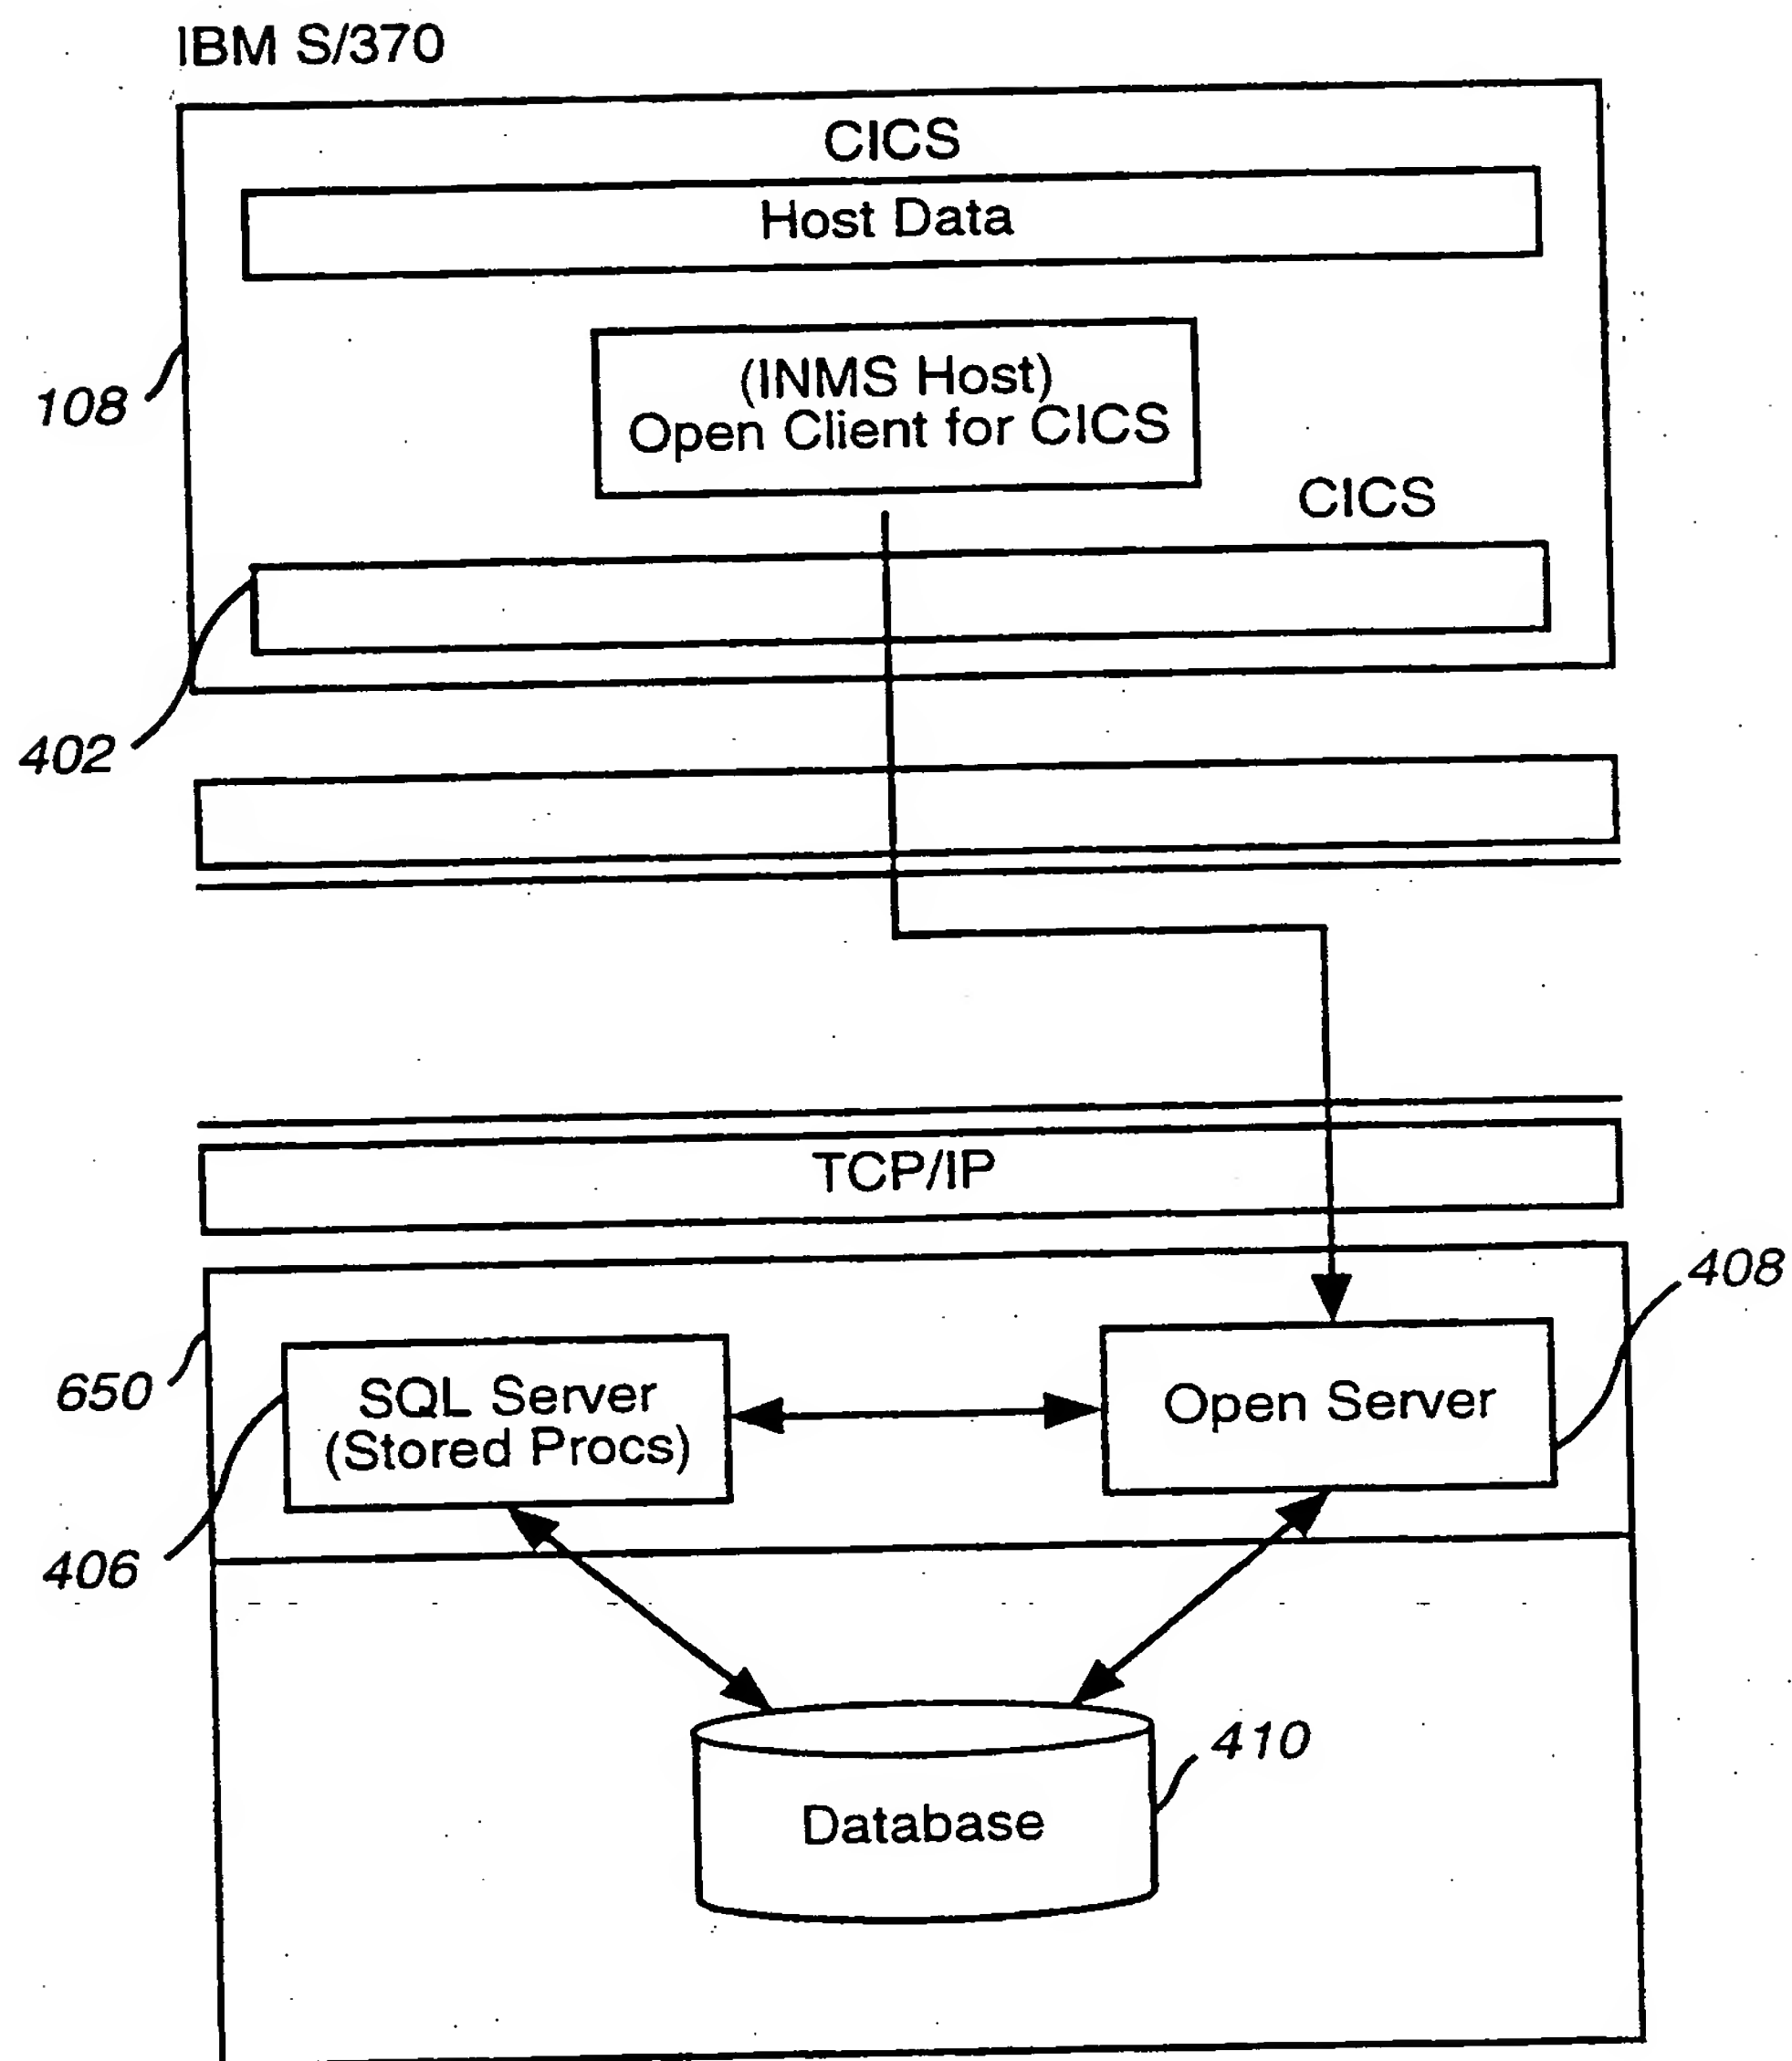 IBM S/370
CICS
Host Data
(INMS Host)
Open Client for CICS
108
CICS
402
TCP/IP
408
650
SQL Server
(Stored Procs)
Open Server
406
410
Database